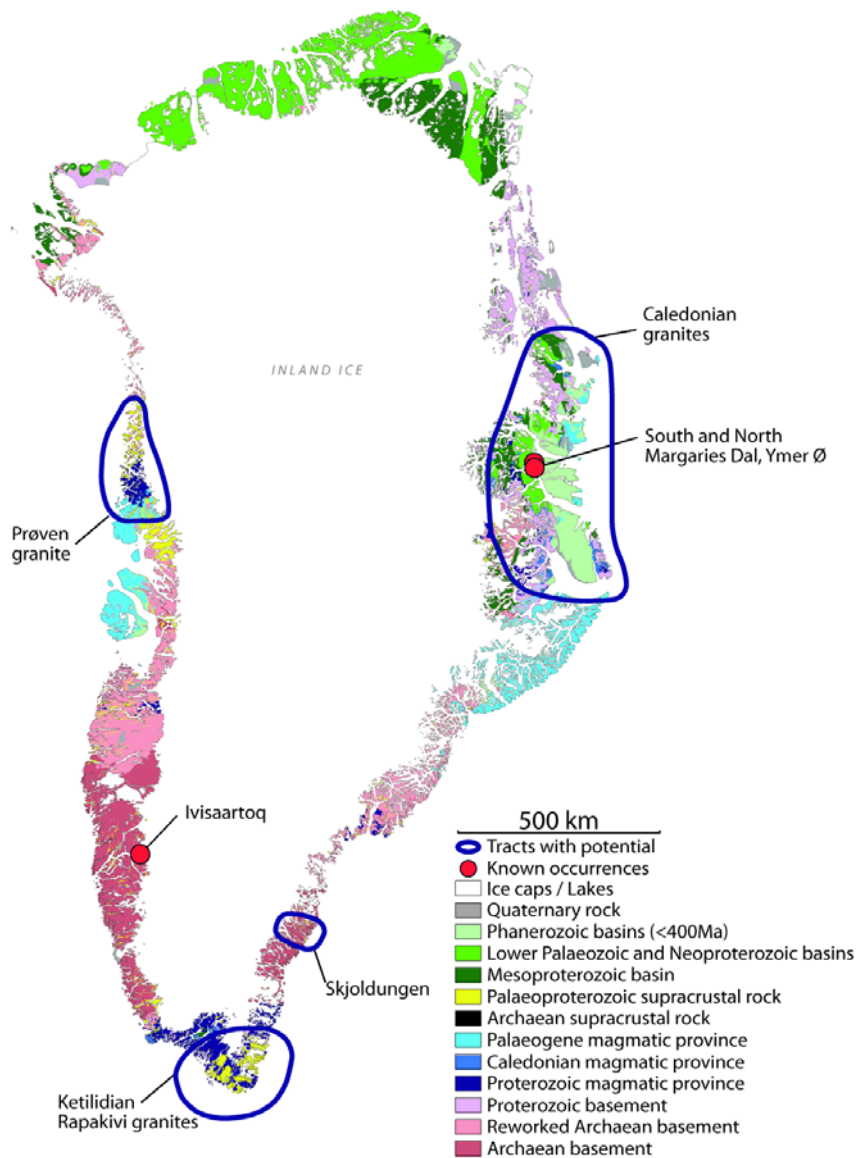 Caledonian
granites
INLAND ICE
South and North
Margaries Dal, Ymer Ø
Prøven
granite
Ivisaartoq
Skjoldungen
Ketilidian
Rapakivi granites
500 km
Tracts with potential
Known occurrences
Ice caps / Lakes
Quaternary rock
Phanerozoic basins (<400Ma)
Lower Palaeozoic and Neoproterozoic basins
Mesoproterozoic basin
Palaeoproterozoic supracrustal rock
Archaean supracrustal rock
Palaeogene magmatic province
Caledonian magmatic province
Proterozoic magmatic province
Proterozoic basement
Reworked Archaean basement
Archaean basement